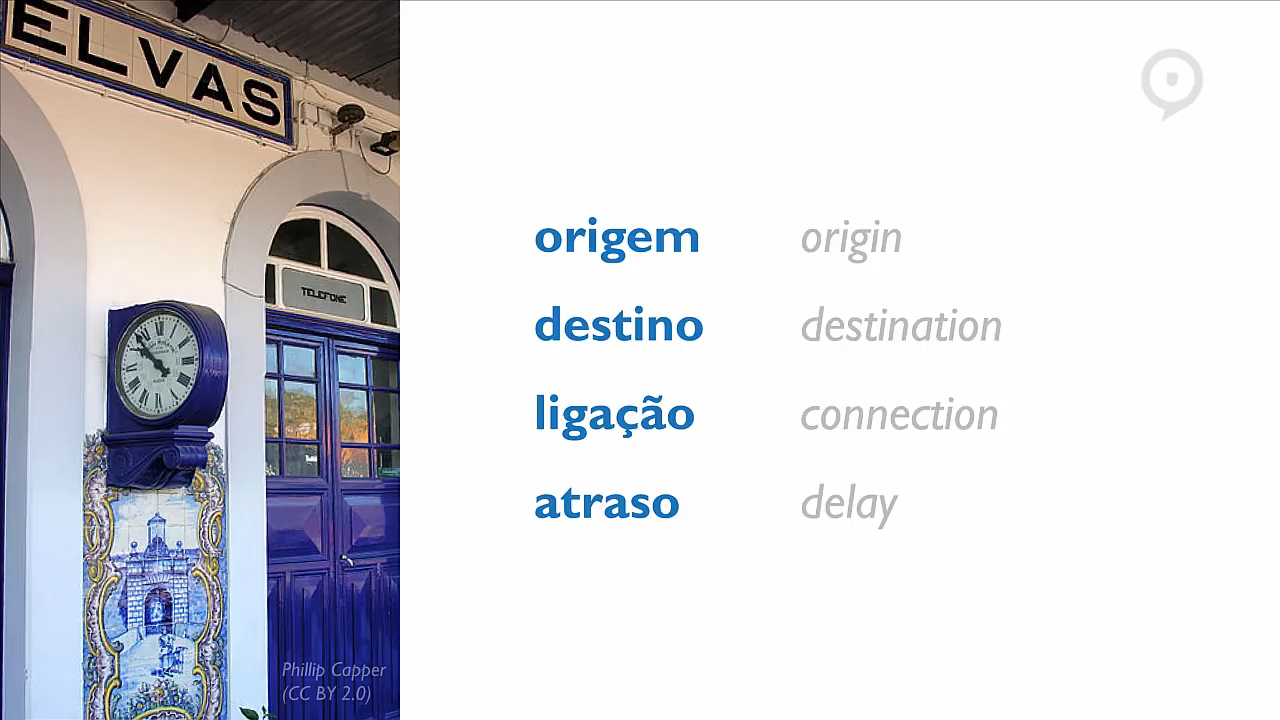 ELVAS
TELEFONE
origem origin
destino destination
ligação connection
atraso delay
Phillip Capper
(CC BY 2.0)